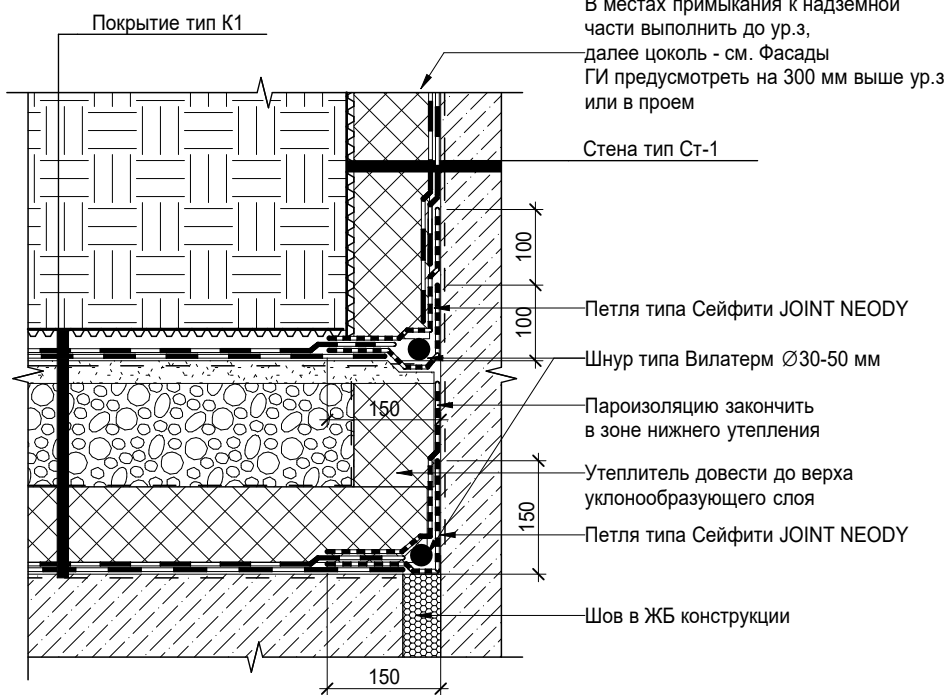 В местах примыкания к надземной
части выполнить до ур.з,
далее цоколь - см. Фасады
ГИ предусмотреть на 300 мм выше ур.з
или в проем
Покрытие тип К1
Стена тип Ст-1
100
100
Петля типа Сейфити JOINT NEODY
Шнур типа Вилатерм ∅30-50 мм
150
Пароизоляцию закончить
в зоне нижнего утепления
Утеплитель довести до верха
уклонообразующего слоя
150
Петля типа Сейфити JOINT NEODY
Шов в ЖБ конструкции
150